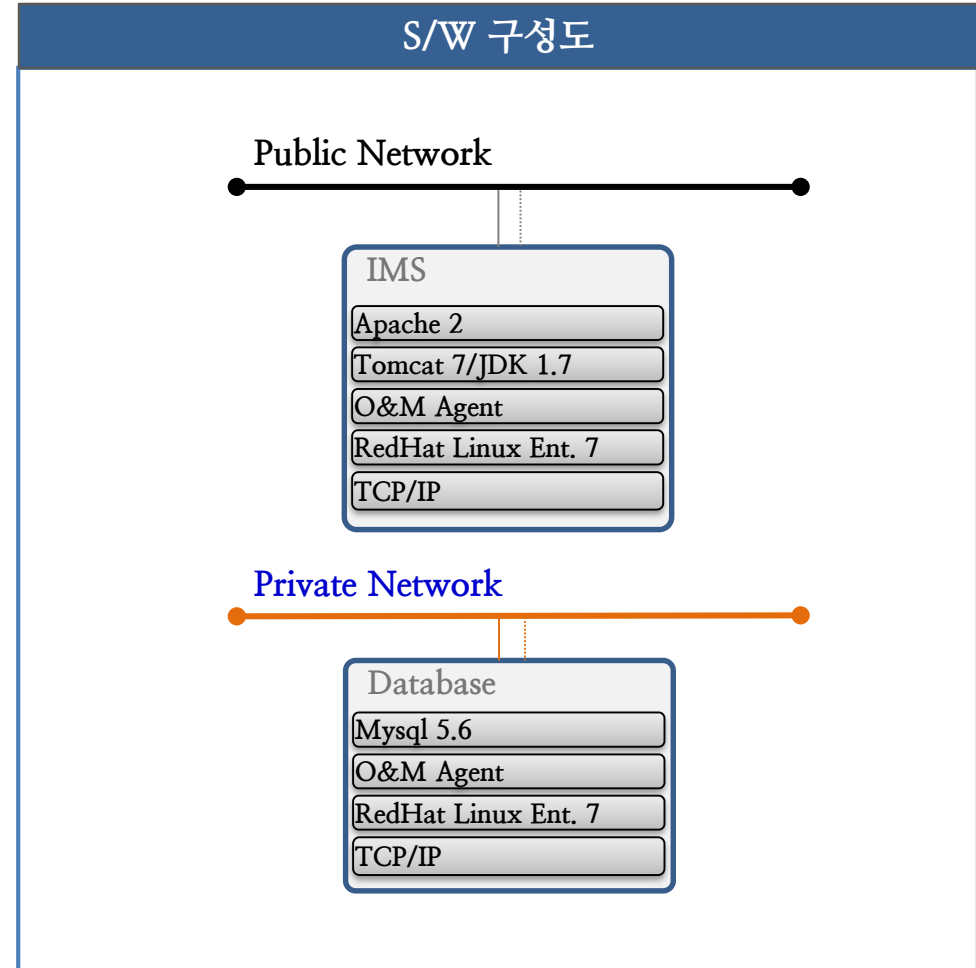 S/W 구성도
Public Network
IMS
Apache 2
Tomcat 7/JDK 1.7
O&M Agent
RedHat Linux Ent. 7
TCP/IP
Private Network
Database
Mysql 5.6
O&M Agent
RedHat Linux Ent. 7
TCP/IP